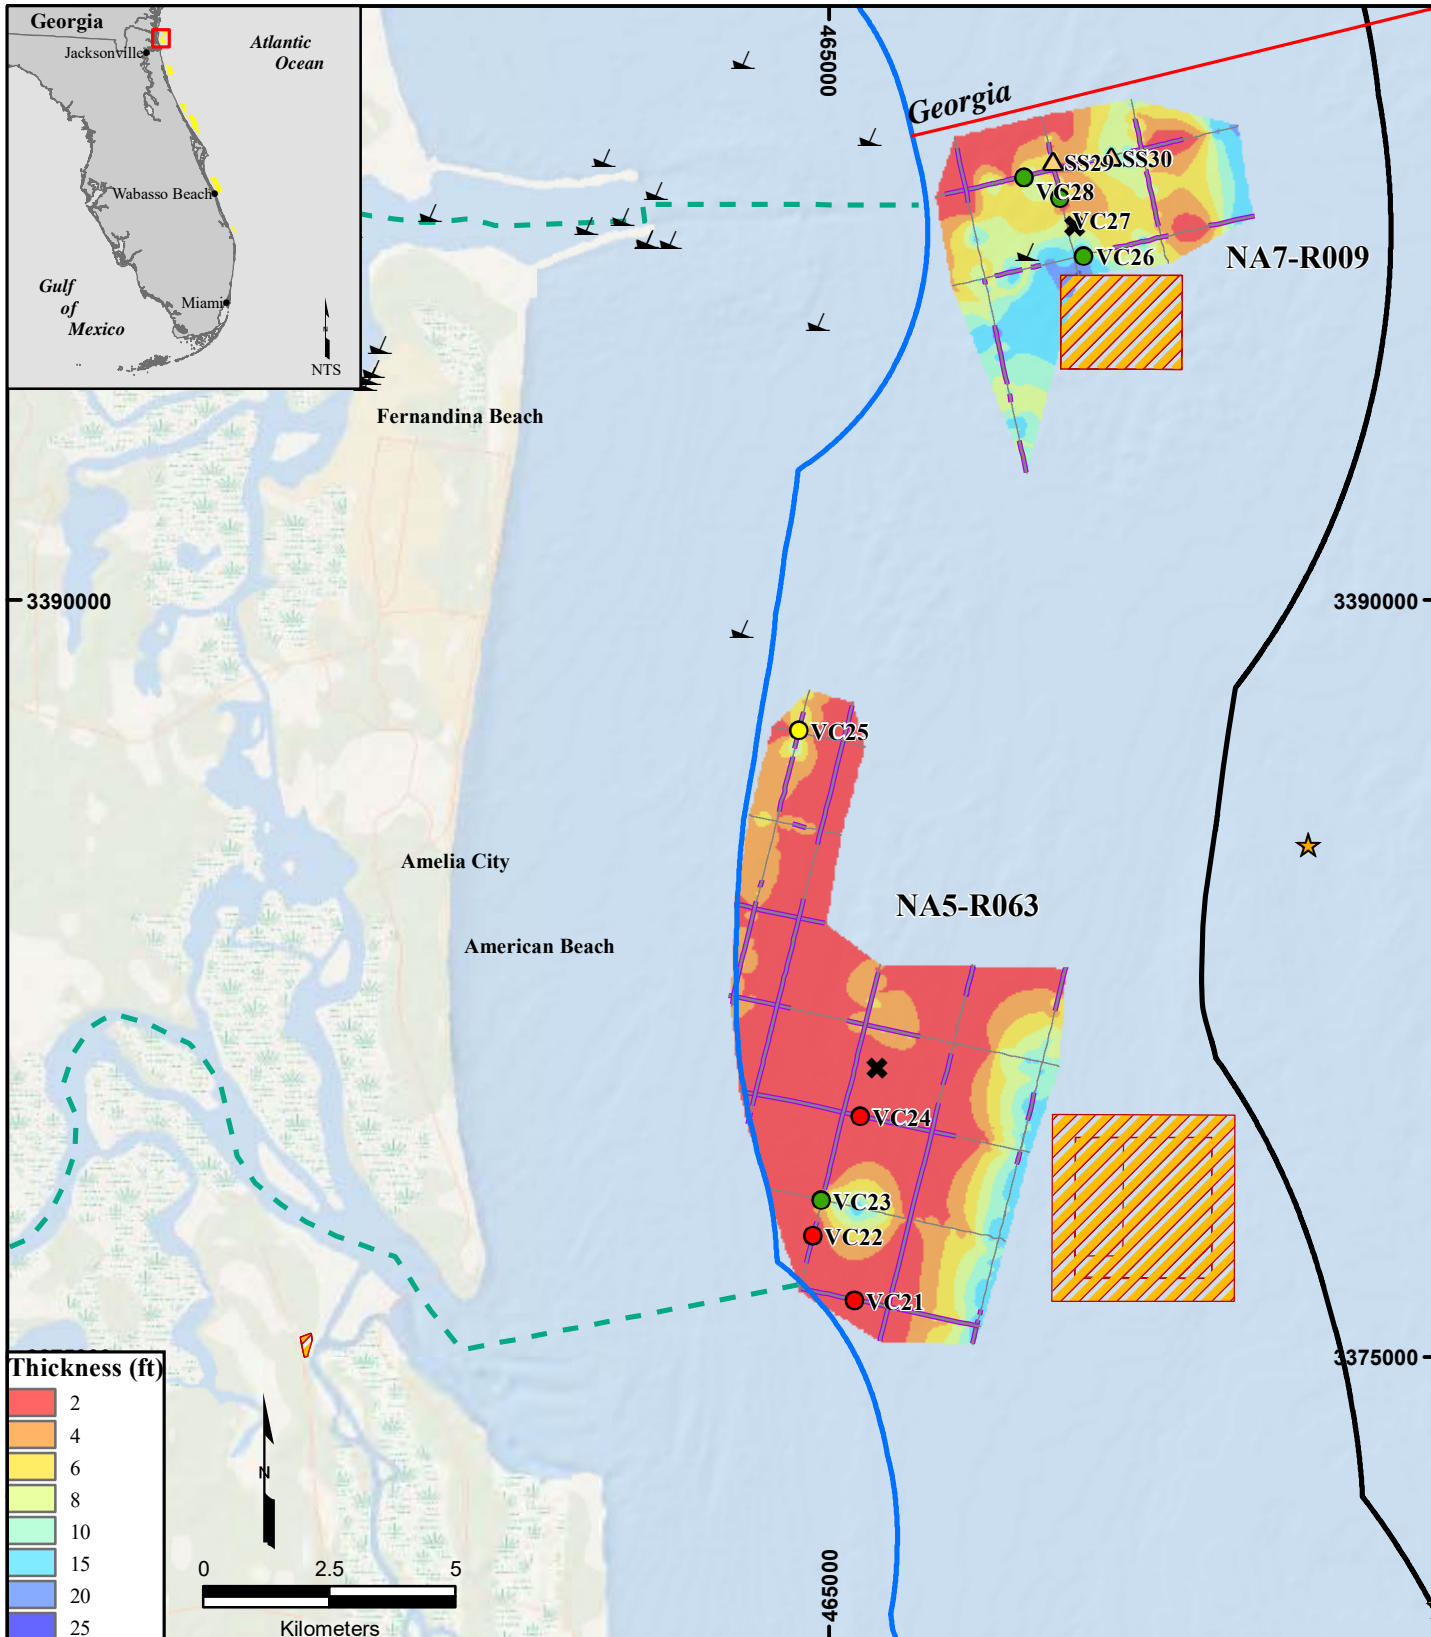 Georgia
Jacksonville
Atlantic
Ocean
Wabasso Beach
Gulf
of
Mexico
Miami
NTS
465000
Georgia
SS29
SS30
VC28
VC27
VC26
NA7-R009
Fernandina Beach
3390000
3390000
VC25
Amelia City
NA5-R063
American Beach
VC24
VC23
VC22
VC21
3375000
Thickness (ft)
2
4
6
8
10
15
20
25
N
0 2.5 5
Kilometers
465000